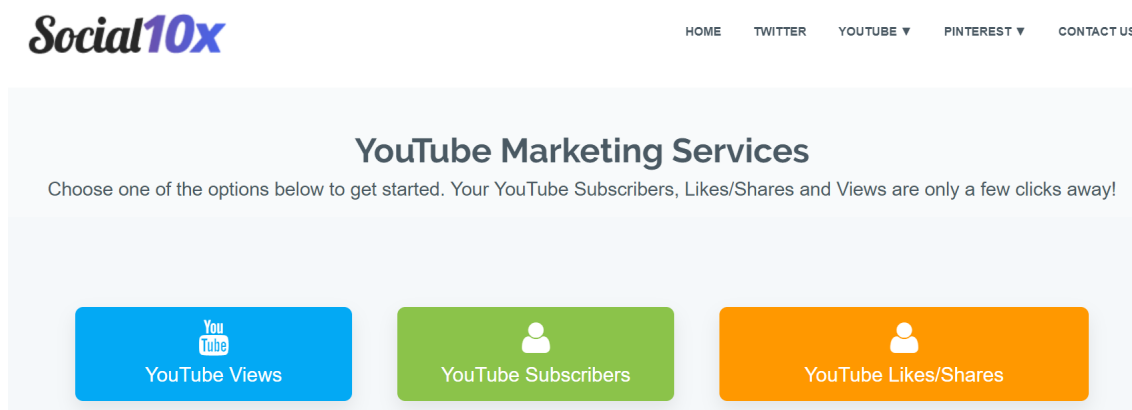 Social10x
HOME TWITTER YOUTUBE ▼ PINTEREST ▼ CONTACT US
YouTube Marketing Services
Choose one of the options below to get started. Your YouTube Subscribers, Likes/Shares and Views are only a few clicks away!
You
Tube
YouTube Views
YouTube Subscribers
YouTube Likes/Shares